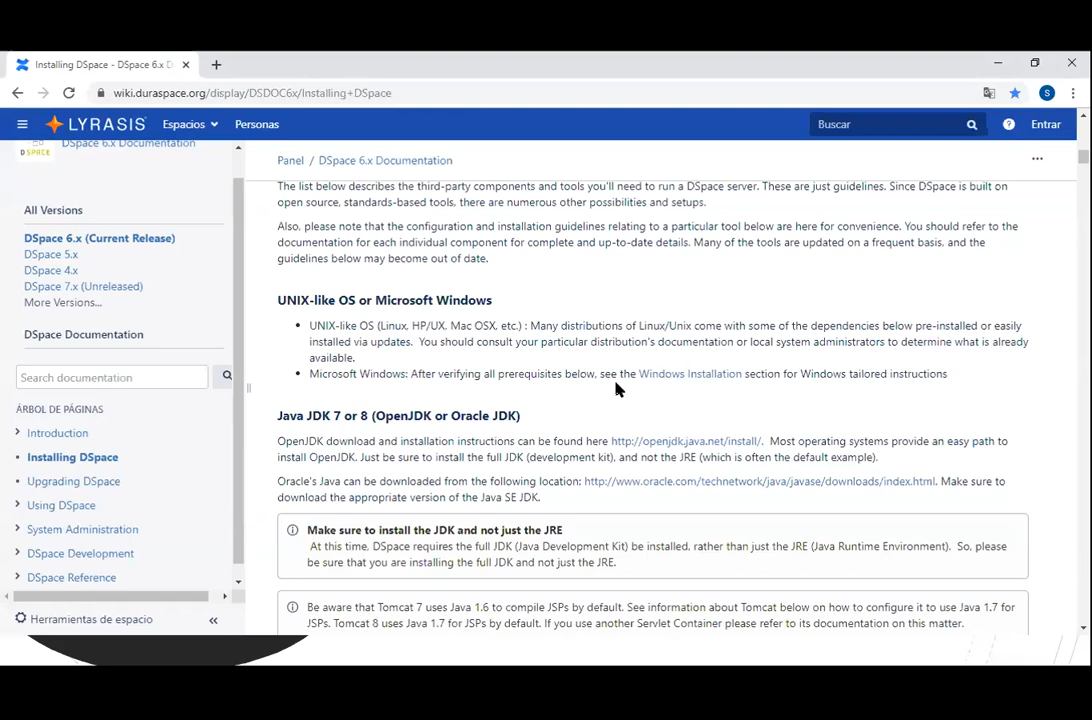 Installing DSpace - DSpace 6.x D
wiki.duraspace.org/display/DSDOC6x/Installing+DSpace
S
LYRASIS
Espacios
Personas
Buscar
Entrar
DSPACE
DSpace 6.x Documentation
All Versions
DSpace 6.x (Current Release)
DSpace 5.x
DSpace 4.x
DSpace 7.x (Unreleased)
More Versions...
DSpace Documentation
Search documentation
ÁRBOL DE PÁGINAS
Introduction
Installing DSpace
Upgrading DSpace
Using DSpace
System Administration
DSpace Development
DSpace Reference
Herramientas de espacio
Panel / DSpace 6.x Documentation
The list below describes the third-party components and tools you'll need to run a DSpace server. These are just guidelines. Since DSpace is built on
open source, standards-based tools, there are numerous other possibilities and setups.
Also, please note that the configuration and installation guidelines relating to a particular tool below are here for convenience. You should refer to the
documentation for each individual component for complete and up-to-date details. Many of the tools are updated on a frequent basis, and the
guidelines below may become out of date.
UNIX-like OS or Microsoft Windows
UNIX-like OS (Linux, HP/UX, Mac OSX, etc.) : Many distributions of Linux/Unix come with some of the dependencies below pre-installed or easily
installed via updates. You should consult your particular distribution's documentation or local system administrators to determine what is already
available.
Microsoft Windows: After verifying all prerequisites below, see the Windows Installation section for Windows tailored instructions
Java JDK 7 or 8 (OpenJDK or Oracle JDK)
OpenJDK download and installation instructions can be found here http://openjdk.java.net/install/. Most operating systems provide an easy path to
install OpenJDK. Just be sure to install the full JDK (development kit), and not the JRE (which is often the default example).
Oracle's Java can be downloaded from the following location: http://www.oracle.com/technetwork/java/javase/downloads/index.html. Make sure to
download the appropriate version of the Java SE JDK.
Make sure to install the JDK and not just the JRE
At this time, DSpace requires the full JDK (Java Development Kit) be installed, rather than just the JRE (Java Runtime Environment). So, please
be sure that you are installing the full JDK and not just the JRE.
Be aware that Tomcat 7 uses Java 1.6 to compile JSPs by default. See information about Tomcat below on how to configure it to use Java 1.7 for
JSPs. Tomcat 8 uses Java 1.7 for JSPs by default. If you use another Servlet Container please refer to its documentation on this matter.